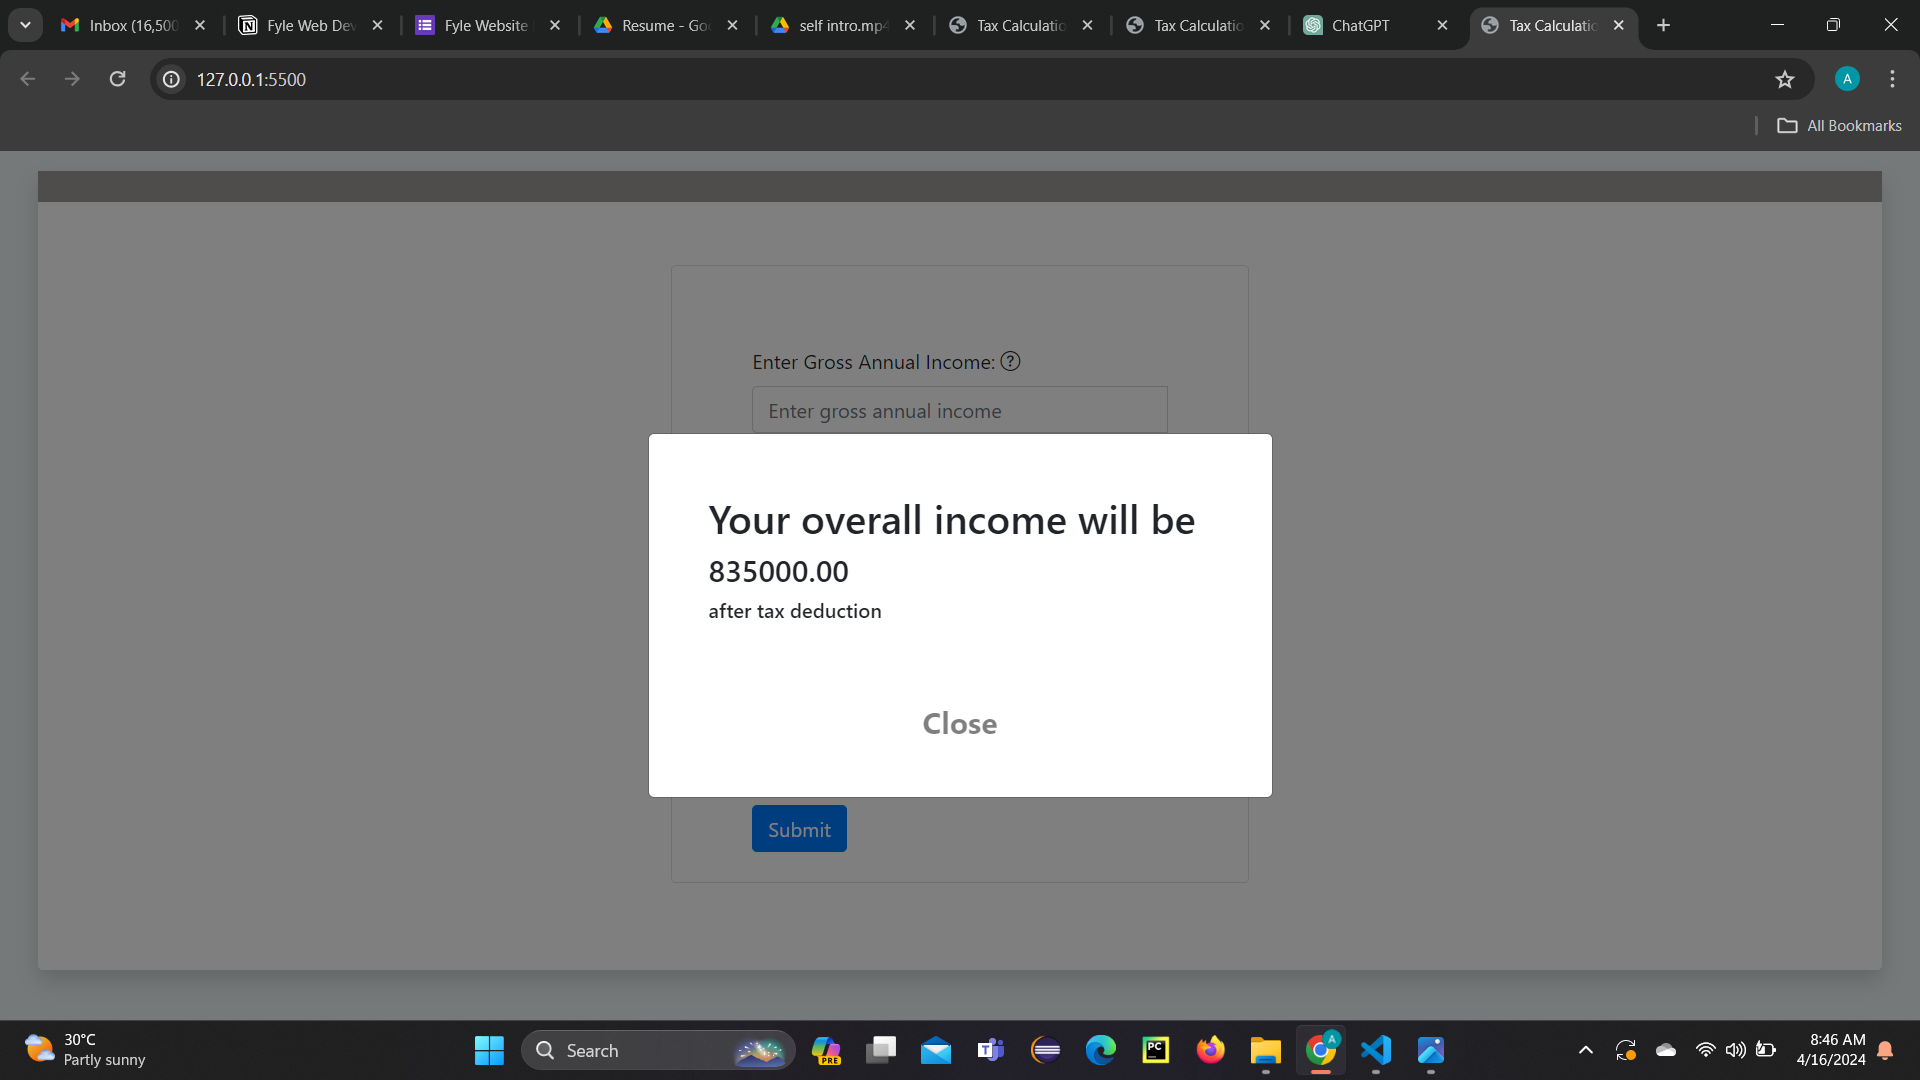 Inbox (16,500
Fyle Web Dev
Fyle Website
Resume - Goo
self intro.mp4
Tax Calculatio
Tax Calculatio
ChatGPT
Tax Calculatio
127.0.0.1:5500
A
All Bookmarks
Enter Gross Annual Income:
Enter gross annual income
Your overall income will be
835000.00
after tax deduction
Close
Submit
30°C
Partly sunny
Search
PRE
PC
A
8:46 AM
4/16/2024